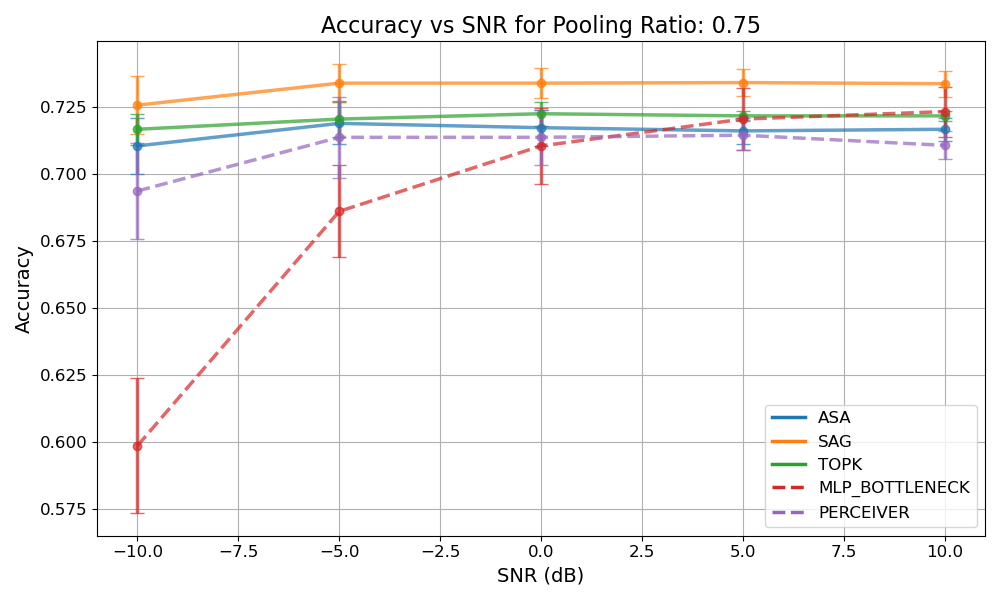 Accuracy vs SNR for Pooling Ratio: 0.75
Accuracy
0.725
0.700
0.675
0.650
0.625
0.600
0.575
ASA
SAG
TOPK
MLP_BOTTLENECK
PERCEIVER
−10.0 −7.5 −5.0 −2.5 0.0 2.5 5.0 7.5 10.0
SNR (dB)